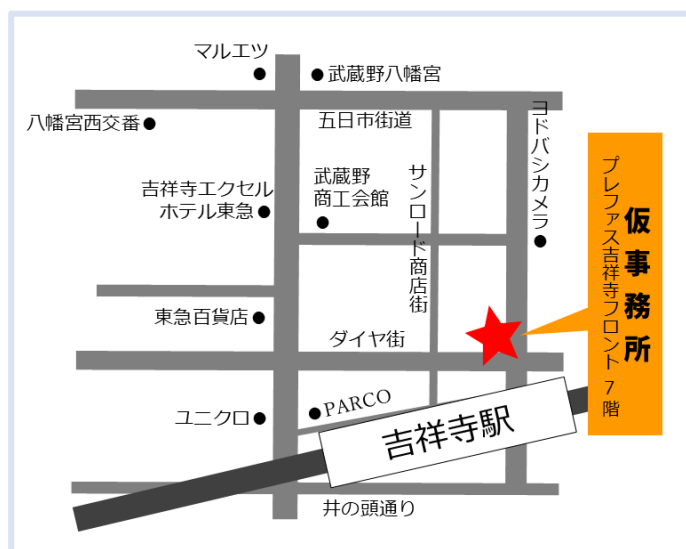 マルエツ
武蔵野八幡宮
八幡宮西交番
五日市街道
ヨドバシカメラ
吉祥寺エクセル
ホテル東急
武蔵野
商工会館
サンロード商店街
仮事務所
プレファス吉祥寺フロント 7階
東急百貨店
ダイヤ街
ユニクロ
PARCO
吉祥寺駅
井の頭通り